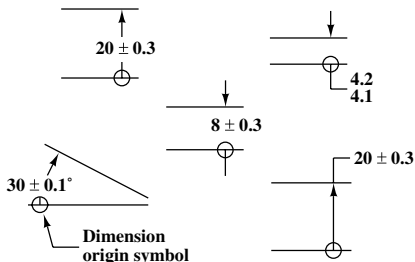 20 ± 0.3
4.2
4.1
8 ± 0.3
20 ± 0.3
30 ± 0.1°
Dimension
origin symbol